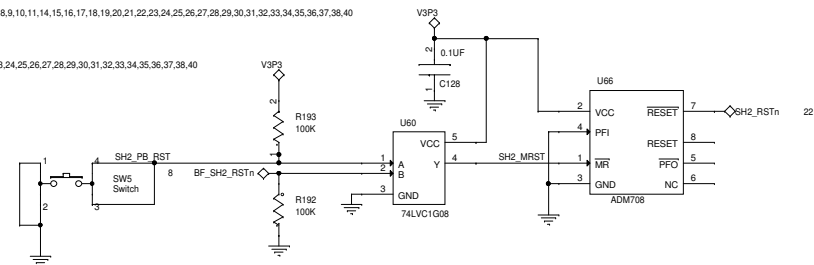 8,9,10,11,14,15,16,17,18,19,20,21,22,23,24,25,26,27,28,29,30,31,32,33,34,35,36,37,38,40
V3P3
3,24,25,26,27,28,29,30,31,32,33,34,35,36,37,38,40
V3P3
2
0.1UF
1
C128
2
R193
100K
1
U60
U66
2
VCC
RESET
7
SH2_RSTn
22
4
PFI
RESET
8
VCC
5
1
SH2_PB_RST
4
1
A
Y
4
SH2_MRST
1
MR
PFO
5
SW5
Switch
8
BF_SH2_RSTn
2
B
3
GND
NC
6
ADM708
2
3
R192
100K
3
GND
74LVC1G08